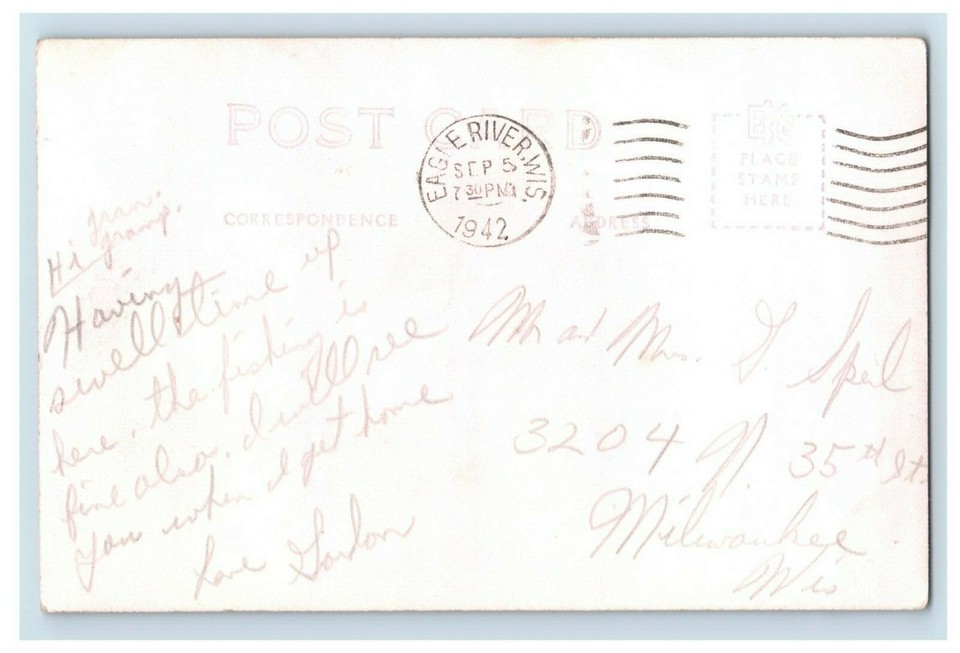 POST CARD
EAGLE RIVER, WIS.
SEP 5
7 30 PM
1942
EKC
PLACE
STAMP
HERE
CORRESPONDENCE
ADDRESS
Hi gram.
gramp.
Having
swell time up
here. the fishing is
fine also. I will see
you when I get home
Love Gordon
Mr and Mrs. J. Speil
3204 N. 35th St
Milwaukee
Wis